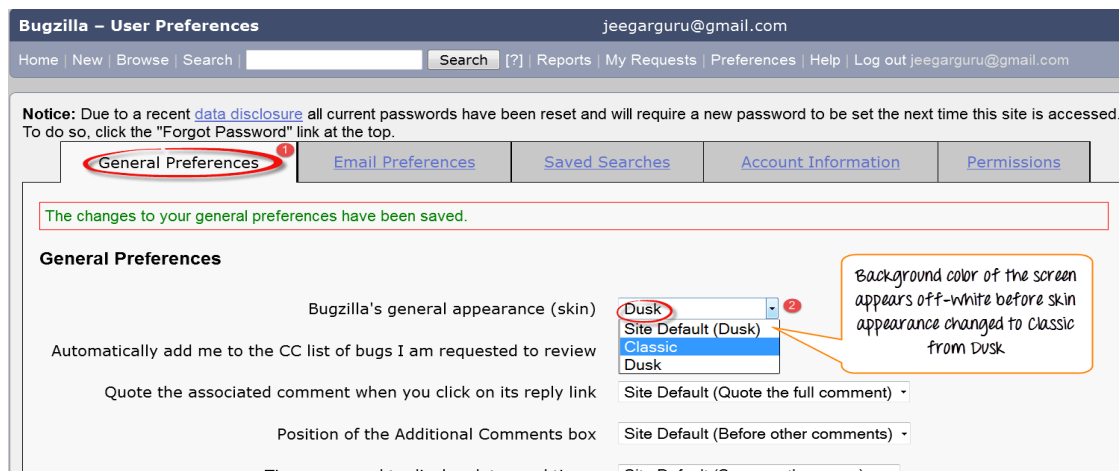 Bugzilla – User Preferences jeegarguru@gmail.com
Home | New | Browse | Search | Search [?] | Reports | My Requests | Preferences | Help | Log out jeegarguru@gmail.com
Notice: Due to a recent data disclosure all current passwords have been reset and will require a new password to be set the next time this site is accessed.
To do so, click the "Forgot Password" link at the top.
General Preferences 1 Email Preferences Saved Searches Account Information Permissions
The changes to your general preferences have been saved.
General Preferences
Bugzilla's general appearance (skin) Dusk 2
Site Default (Dusk)
Classic
Dusk
Background color of the screen
appears off-white before skin
appearance changed to Classic
from Dusk
Automatically add me to the CC list of bugs I am requested to review
Quote the associated comment when you click on its reply link Site Default (Quote the full comment)
Position of the Additional Comments box Site Default (Before other comments)